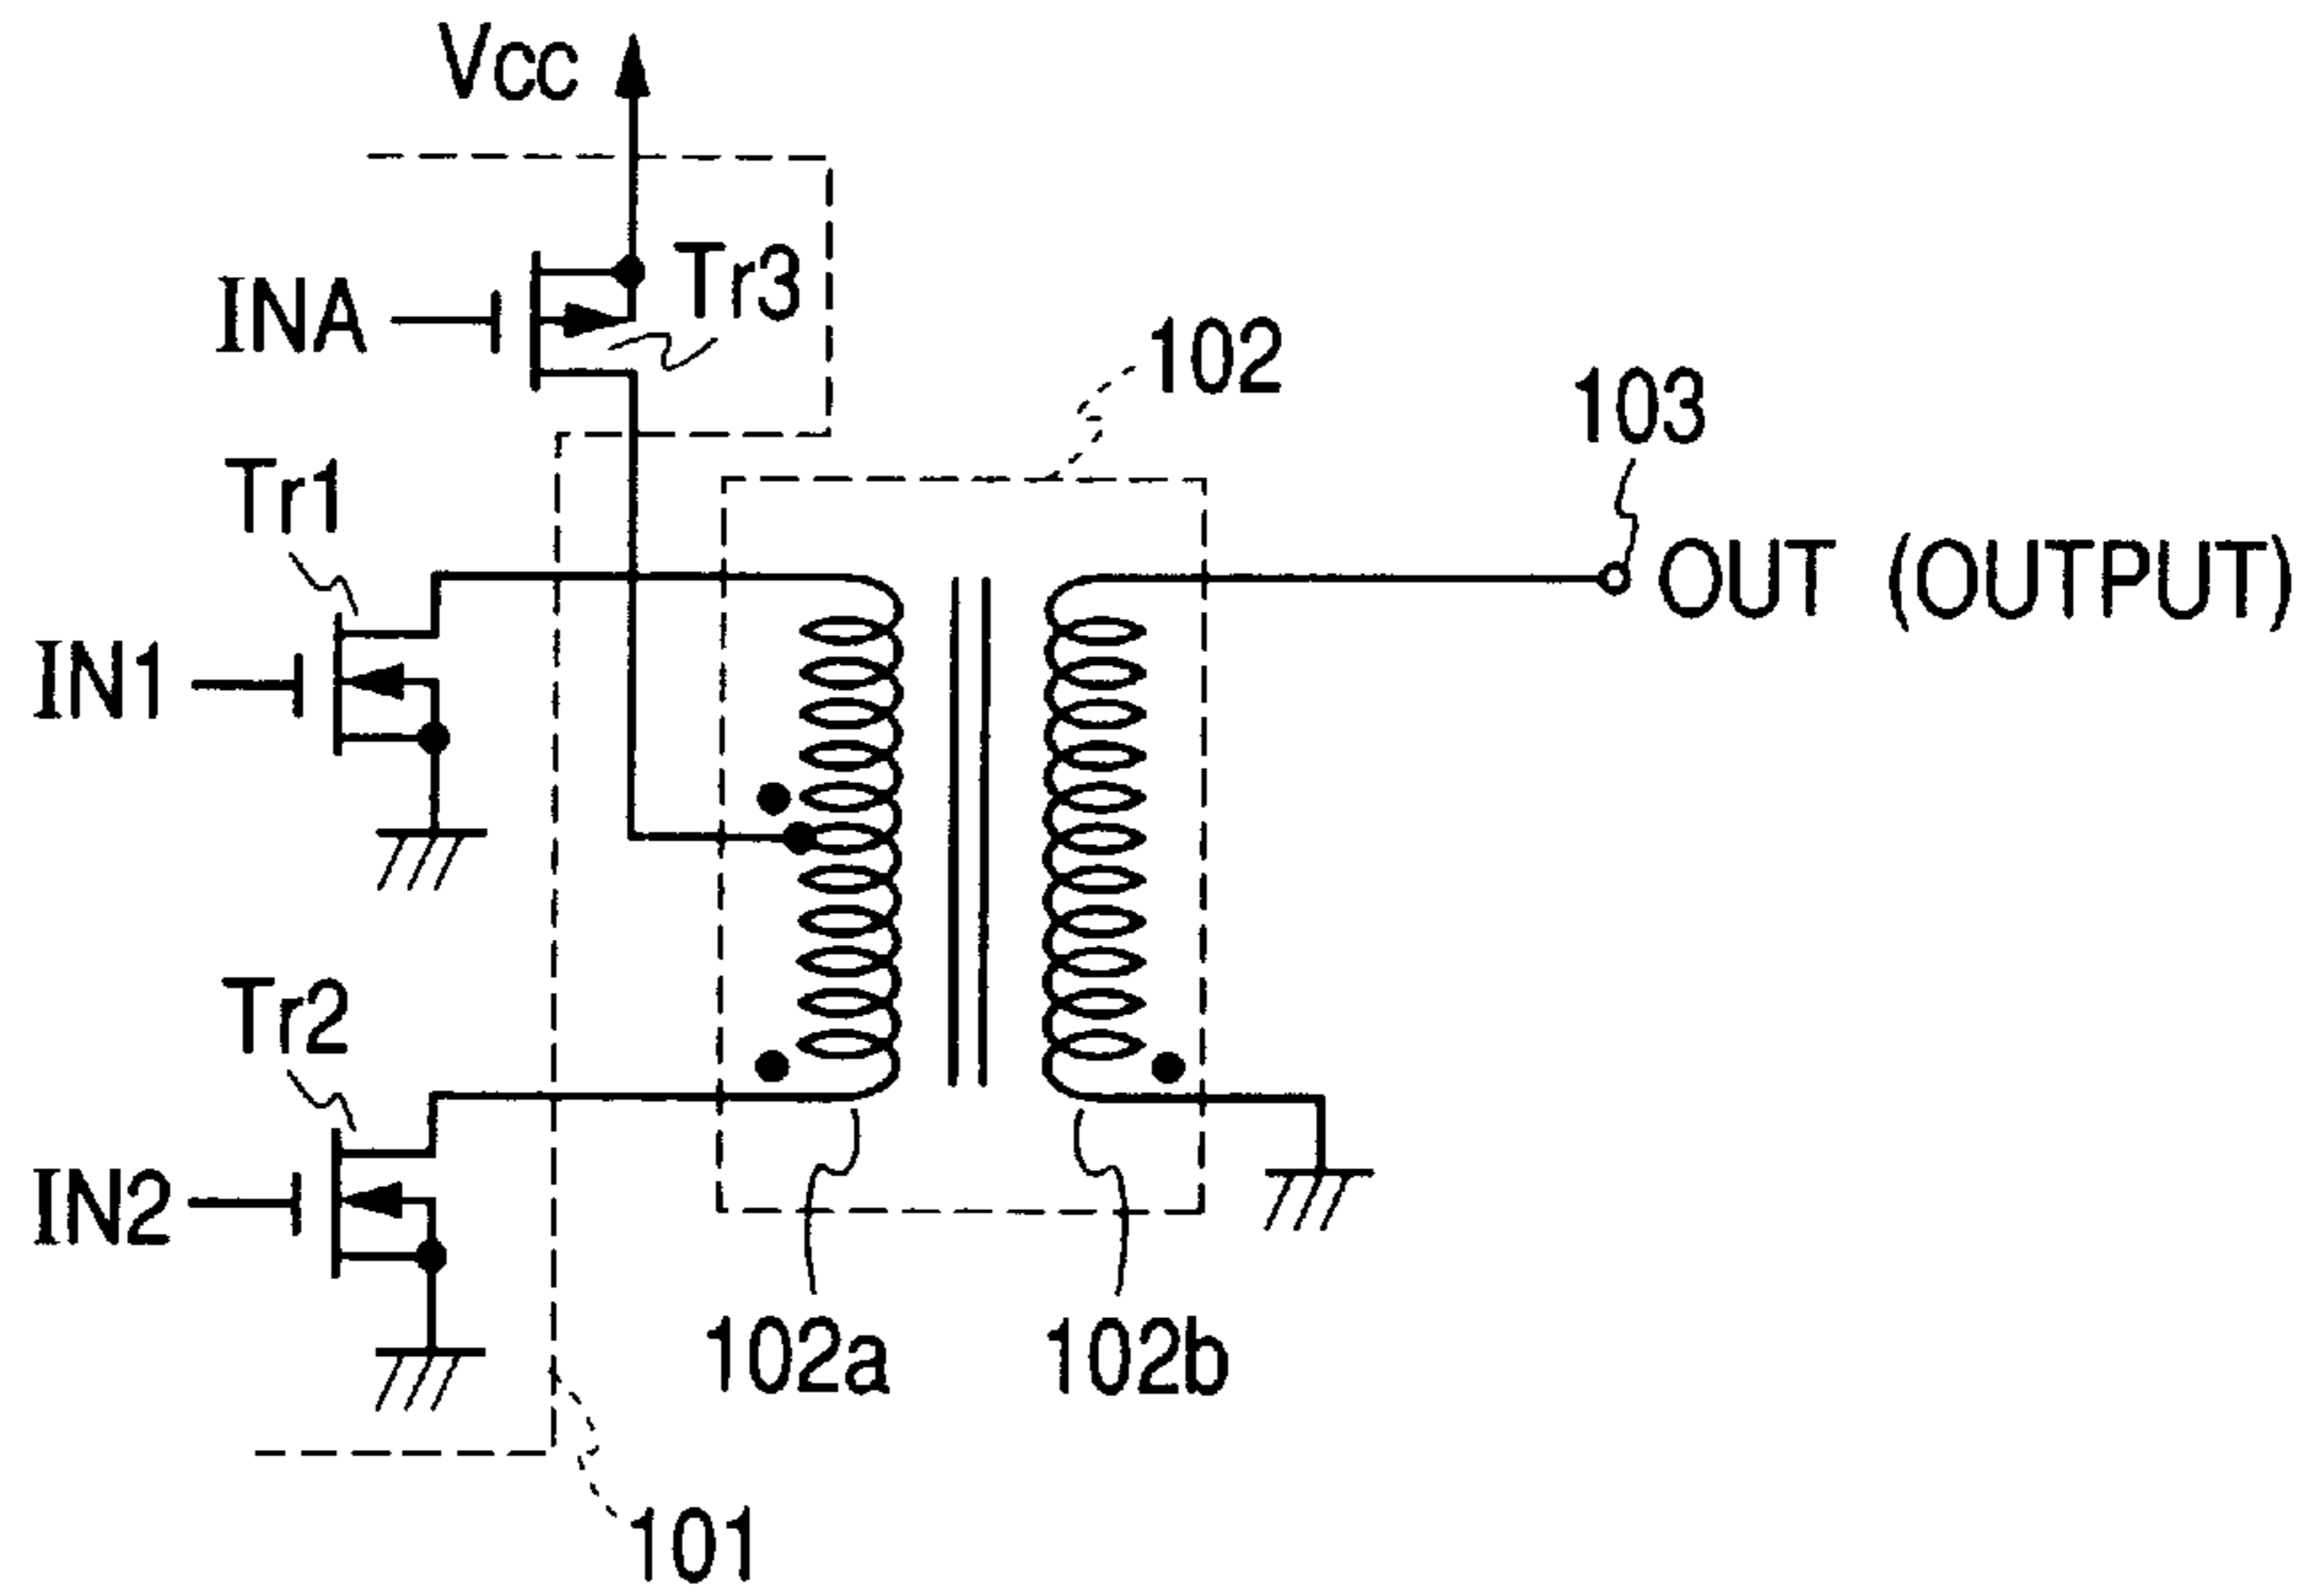 Vcc
INA
Tr3
102
103
Tr1
OUT (OUTPUT)
IN1
Tr2
IN2
102a
102b
101